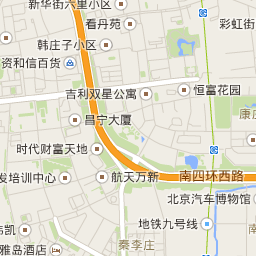 新华街六里小区
看丹苑
彩虹街
韩庄子小区
资和信百货
吉利双星公寓
恒富花园
昌宁大厦
康庄
时代财富天地
发培训中心
航天万新
南四环西路
北京汽车博物馆
地铁九号线
秦李庄
雅岛酒店